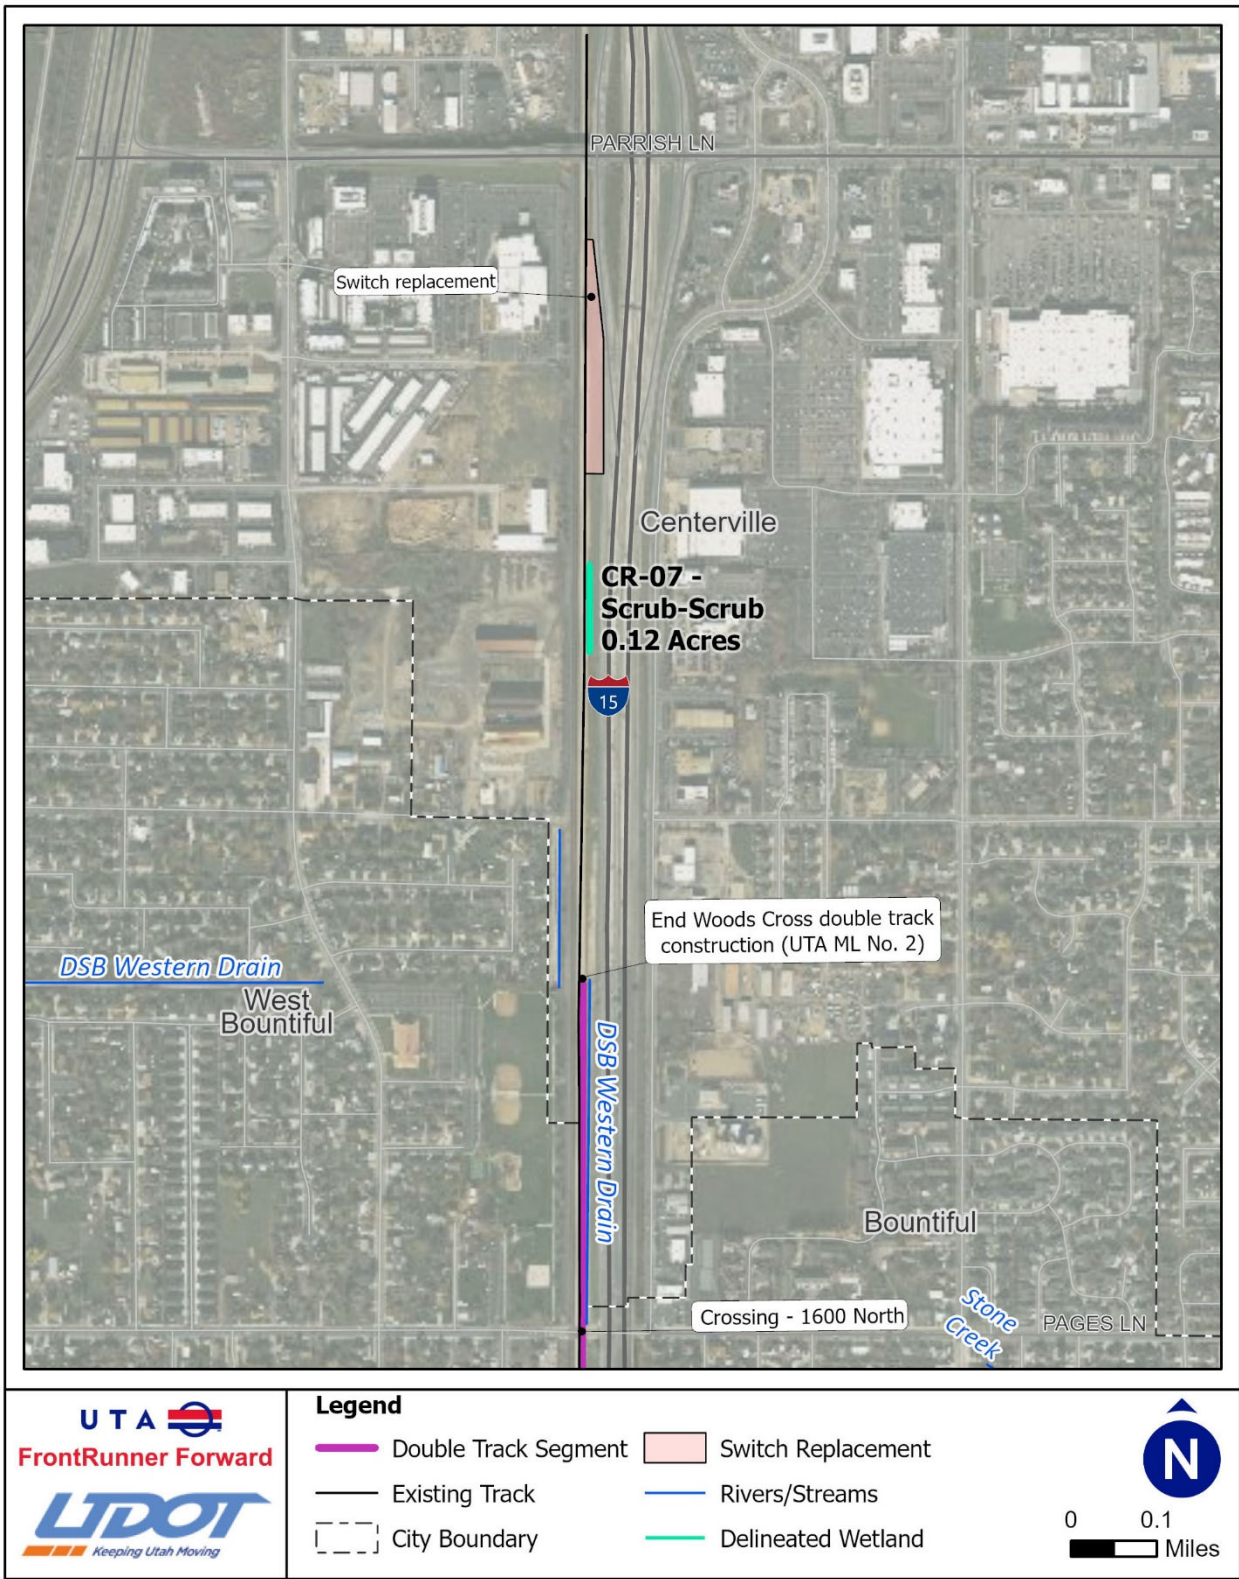 PARRISH LN
Switch replacement
Centerville
CR-07 -
Scrub-Scrub
0.12 Acres
15
End Woods Cross double track
construction (UTA ML No. 2)
DSB Western Drain
West
Bountiful
DSB Western Drain
Bountiful
Crossing - 1600 North
Stone
Creek
PAGES LN
UTA
FrontRunner Forward
UDOT
Keeping Utah Moving
Legend
Double Track Segment
Switch Replacement
Existing Track
Rivers/Streams
City Boundary
Delineated Wetland
N
0 0.1
Miles